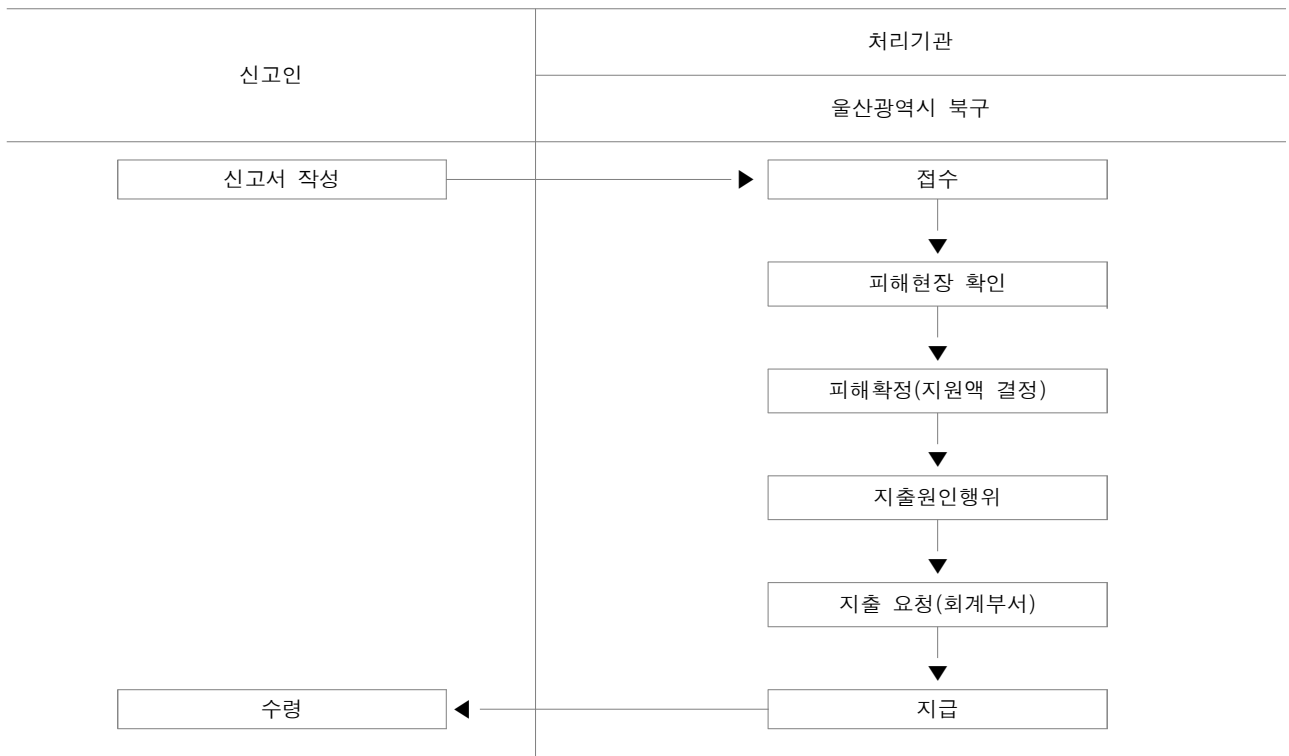 신고인
처리기관
울산광역시 북구
신고서 작성
접수
피해현장 확인
피해확정(지원액 결정)
지출원인행위
지출 요청(회계부서)
수령
지급